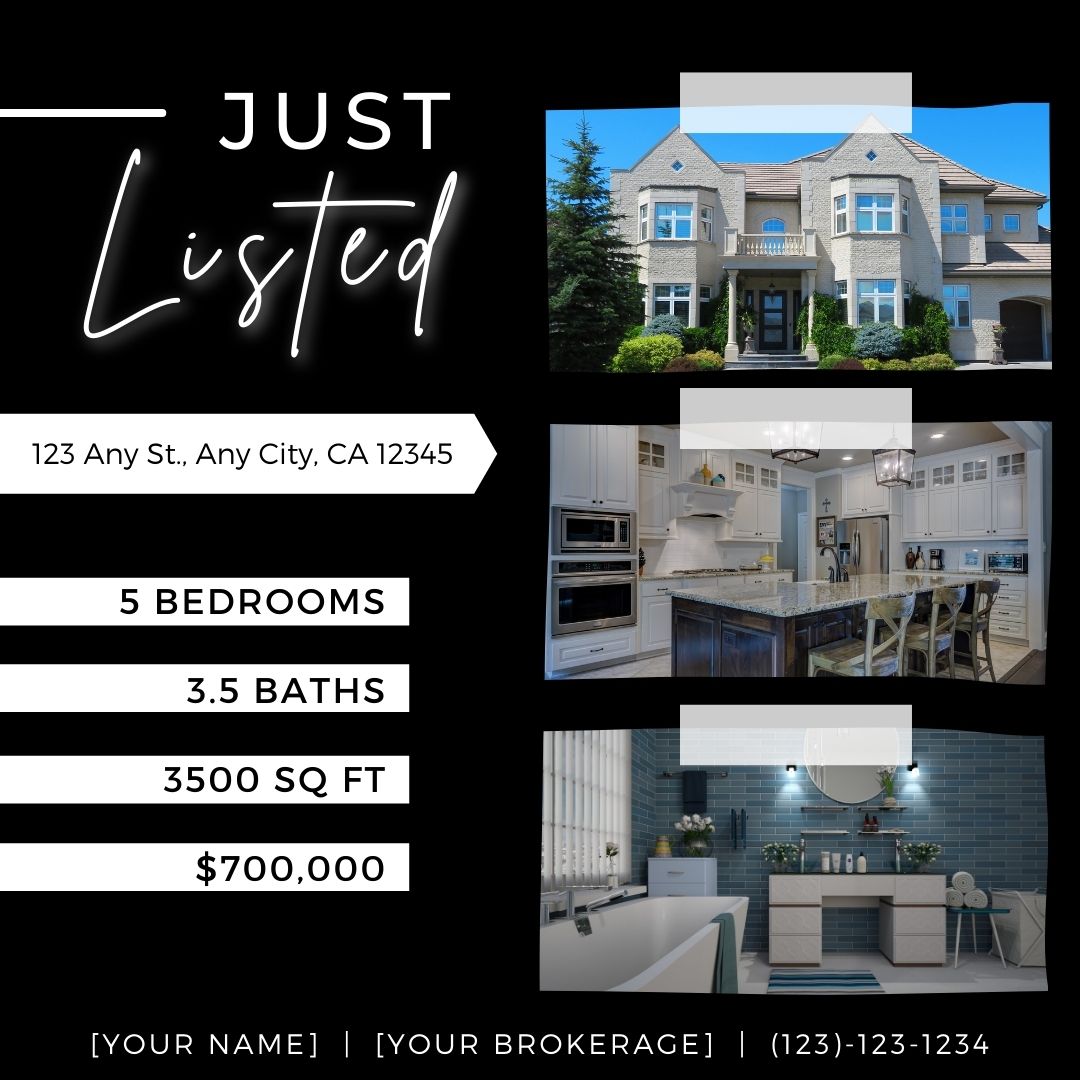 JUST
Listed
123 Any St., Any City, CA 12345
5 BEDROOMS
3.5 BATHS
3500 SQ FT
$700,000
[YOUR NAME] | [YOUR BROKERAGE] | (123)-123-1234